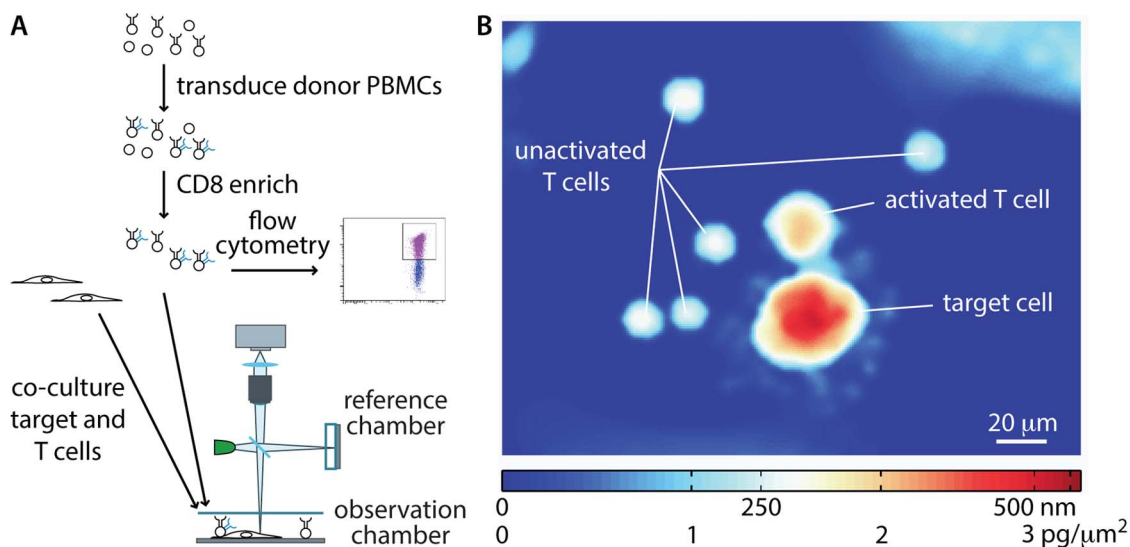 A
transduce donor PBMCs
CD8 enrich
flow
cytometry
co-culture
target and
T cells
reference
chamber
observation
chamber
B
unactivated
T cells
activated T cell
target cell
20 μm
0 250 500 nm
0 1 2 3 pg/μm²